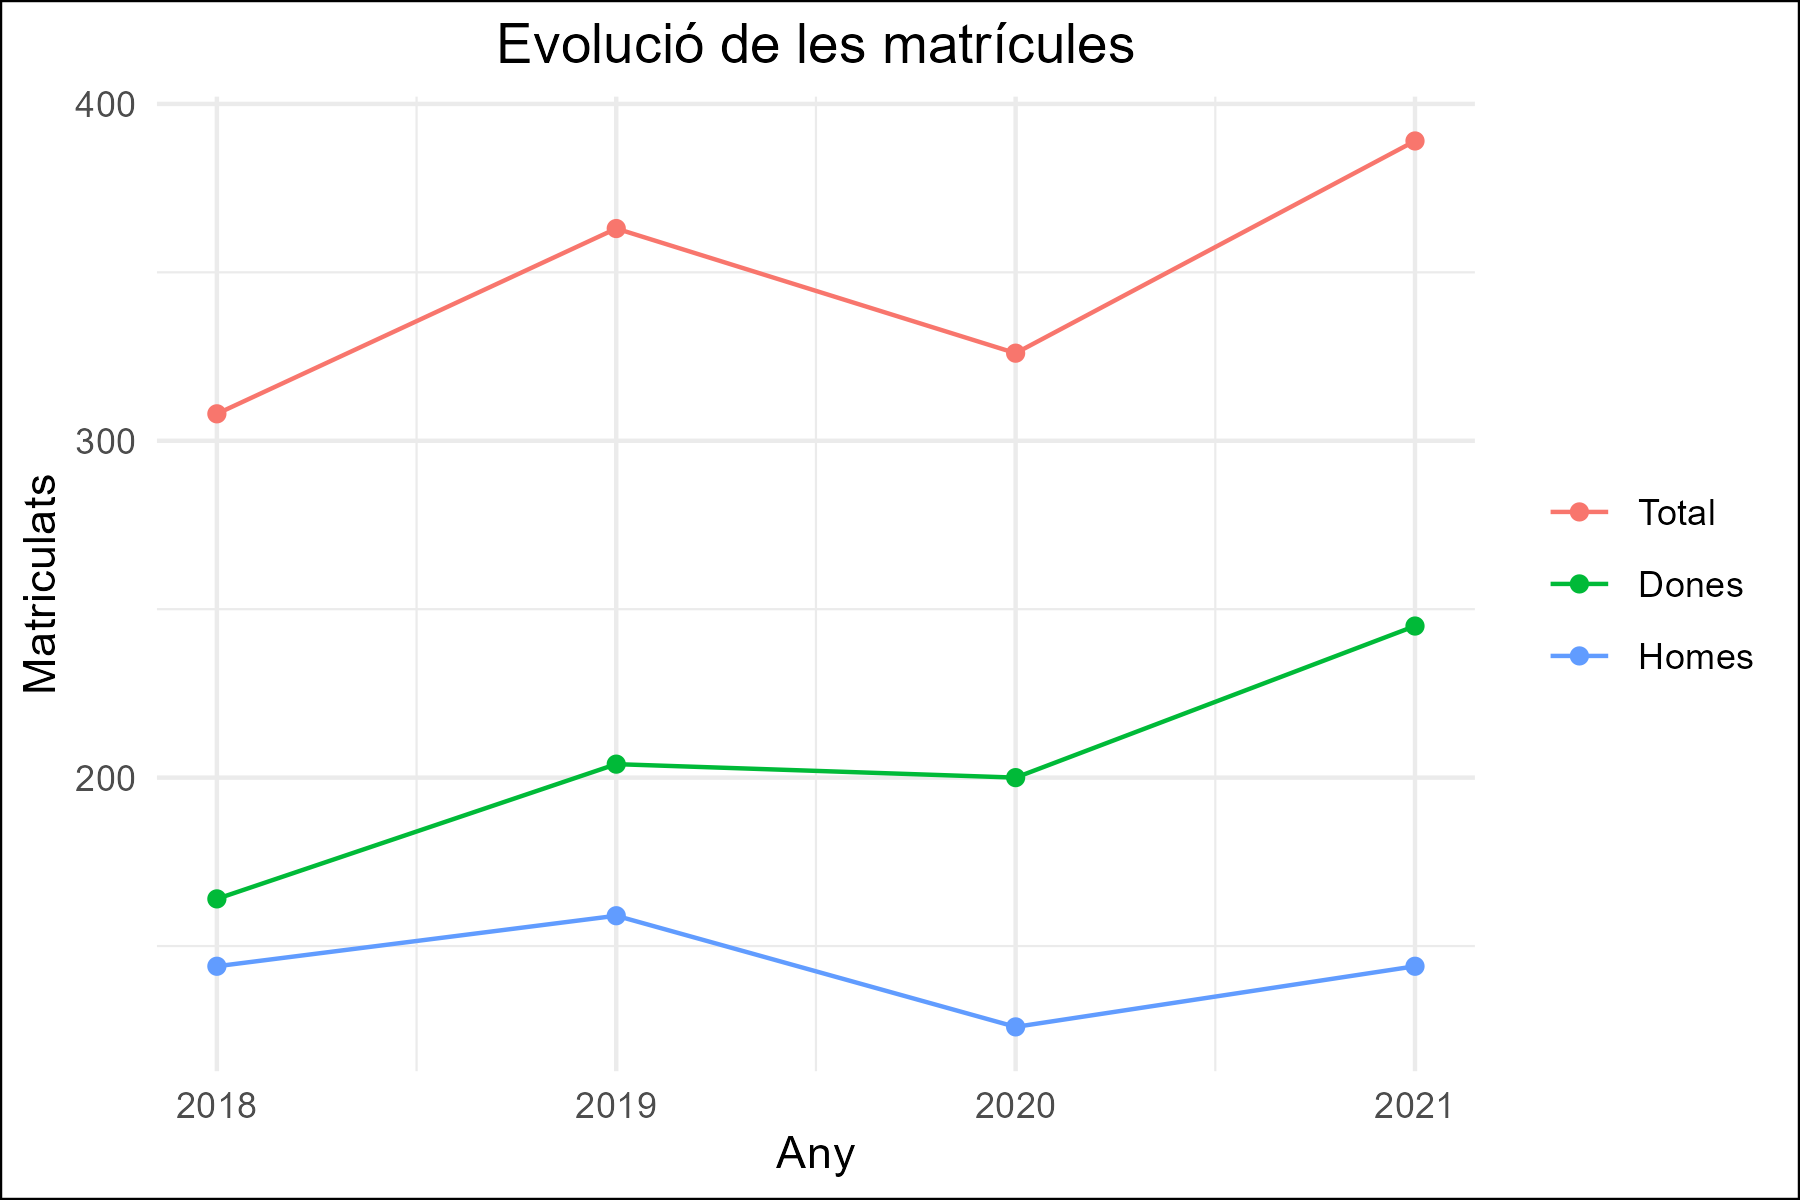 Evolució de les matrícules
400
300
200
Matriculats
2018
2019
2020
2021
Any
Total
Dones
Homes